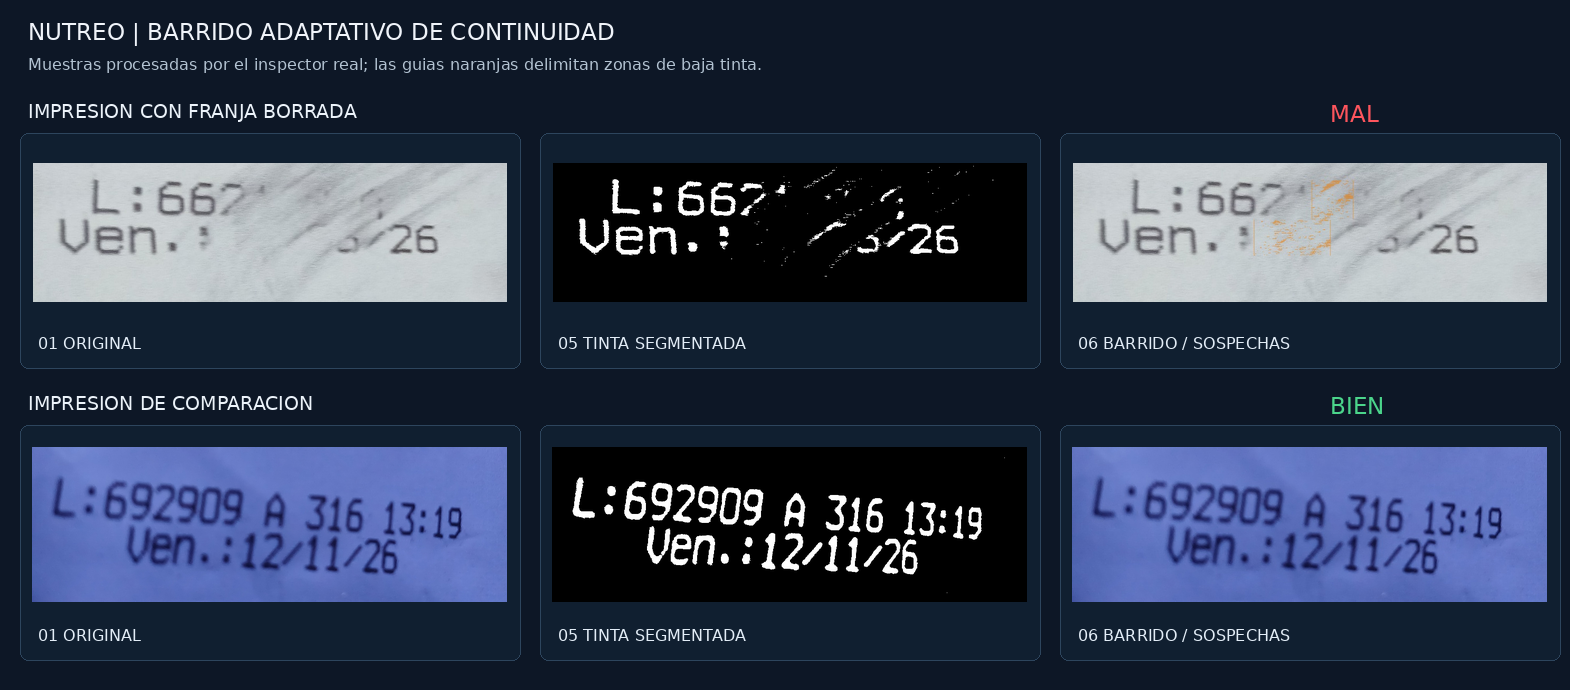 NUTREO | BARRIDO ADAPTATIVO DE CONTINUIDAD
Muestras procesadas por el inspector real; las guias naranjas delimitan zonas de baja tinta.
IMPRESION CON FRANJA BORRADA
MAL
L:662
Ven.: /26
01 ORIGINAL
L:662
Ven.: /26
05 TINTA SEGMENTADA
L:662
Ven.: /26
06 BARRIDO / SOSPECHAS
IMPRESION DE COMPARACION
BIEN
L:692909 A 316 13:19
Ven.:12/11/26
01 ORIGINAL
L:692909 A 316 13:19
Ven.:12/11/26
05 TINTA SEGMENTADA
L:692909 A 316 13:19
Ven.:12/11/26
06 BARRIDO / SOSPECHAS